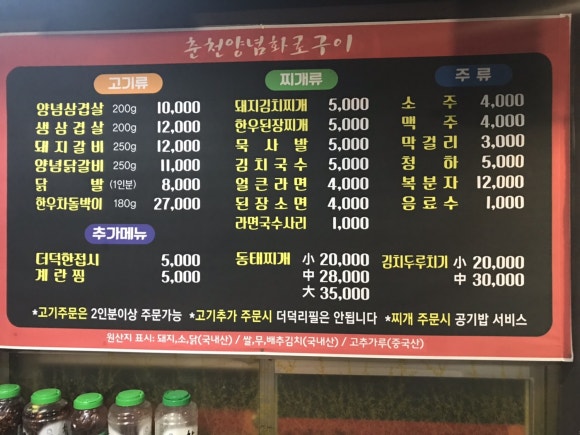 춘천양념화로구이
고기류
양념삼겹살 200g 10,000
생삼겹살 200g 12,000
돼지갈비 250g 12,000
양념닭갈비 250g 11,000
닭발 (1인분) 8,000
한우차돌박이 180g 27,000
추가메뉴
더덕한접시 5,000
계란찜 5,000
찌개류
돼지김치찌개 5,000
한우된장찌개 5,000
묵사발 5,000
김치국수 5,000
얼큰라면 4,000
된장소면 4,000
라면국수사리 1,000
동태찌개 小 20,000
中 28,000
大 35,000
주류
소주 4,000
맥주 4,000
막걸리 3,000
청하 5,000
복분자 12,000
음료수 1,000
김치두루치기 小 20,000
中 30,000
*고기주문은 2인분이상 주문가능 *고기추가 주문시 더덕리필은 안됩니다 *찌개 주문시 공기밥 서비스
원산지 표시: 돼지,소,닭(국내산) / 쌀,무,배추김치(국내산) / 고추가루(중국산)